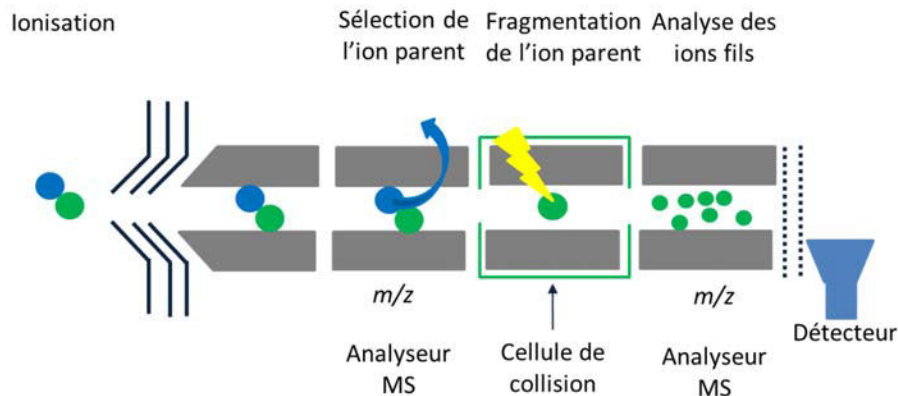 Ionisation
Sélection de
l'ion parent
Fragmentation
de l'ion parent
Analyse des
ions fils
m/z
m/z
Analyseur
MS
Cellule de
collision
Analyseur
MS
Détecteur